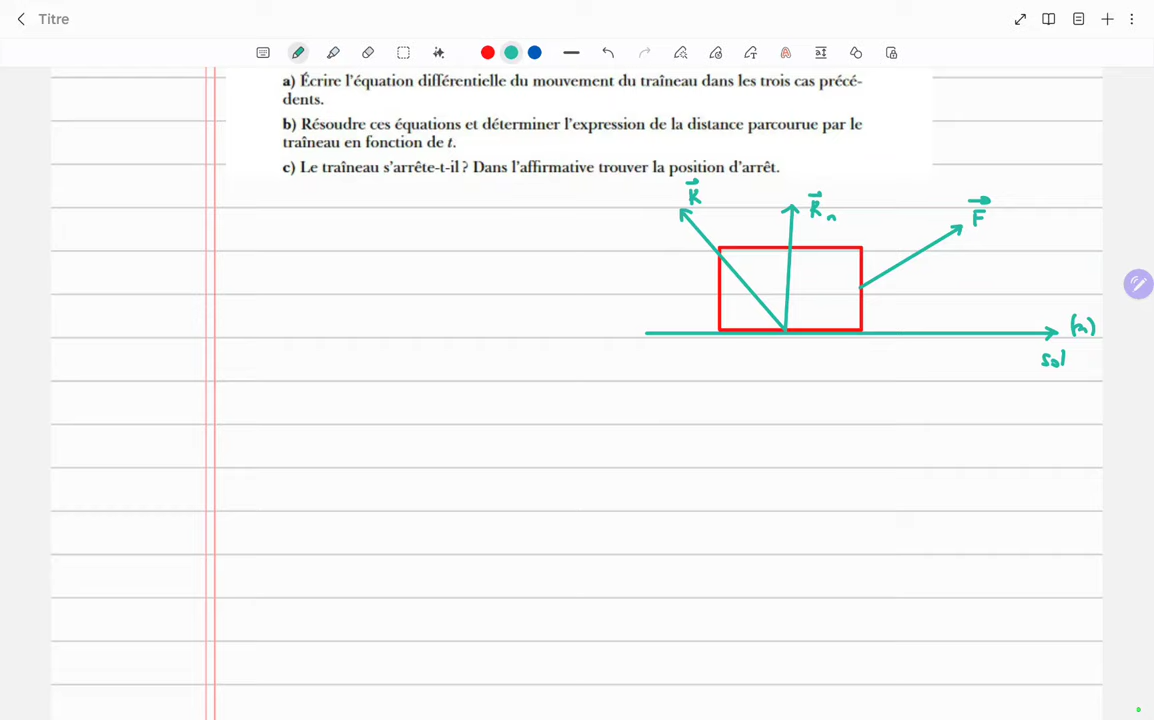 Titre
a) Écrire l'équation différentielle du mouvement du traîneau dans les trois cas précé-
dents.
b) Résoudre ces équations et déterminer l'expression de la distance parcourue par le
traîneau en fonction de t.
c) Le traîneau s'arrête-t-il ? Dans l'affirmative trouver la position d'arrêt.
R
R n
F
(x)
sol